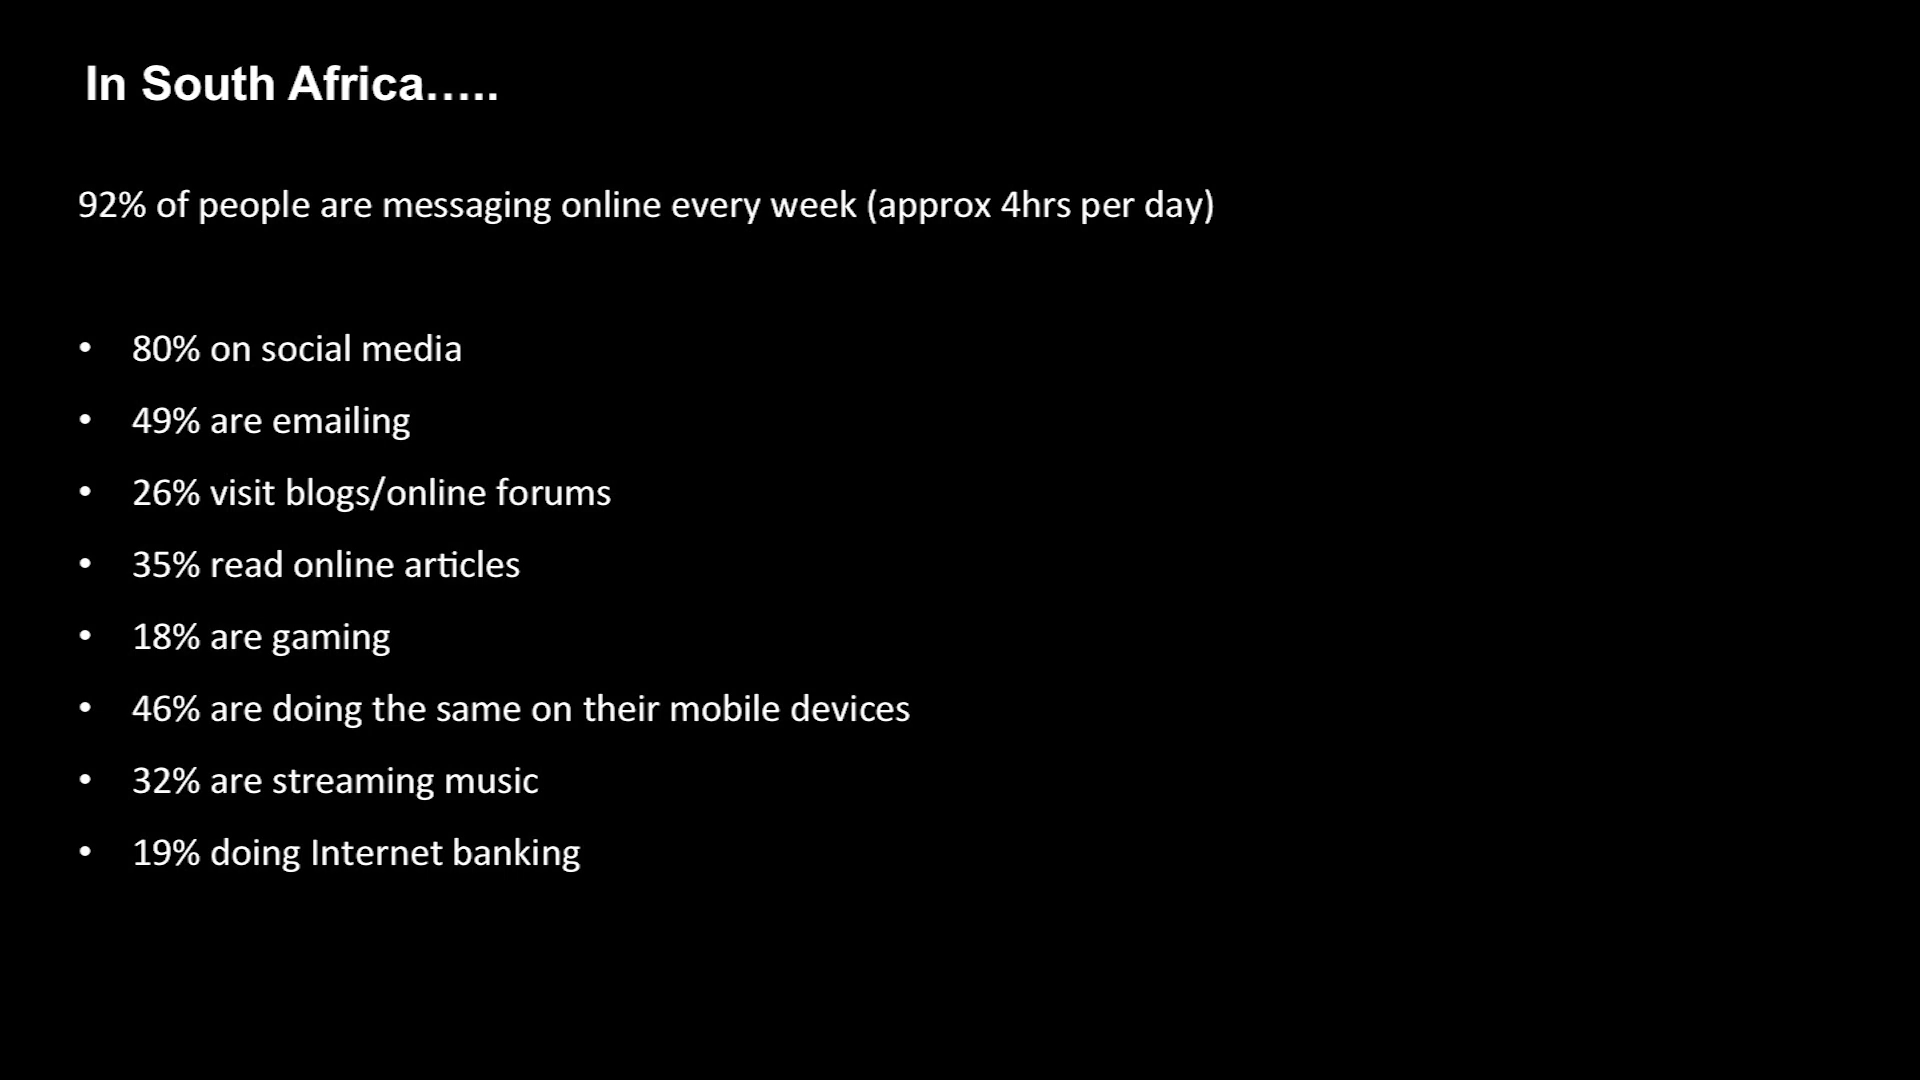 In South Africa…..
92% of people are messaging online every week (approx 4hrs per day)
• 80% on social media
• 49% are emailing
• 26% visit blogs/online forums
• 35% read online articles
• 18% are gaming
• 46% are doing the same on their mobile devices
• 32% are streaming music
• 19% doing Internet banking